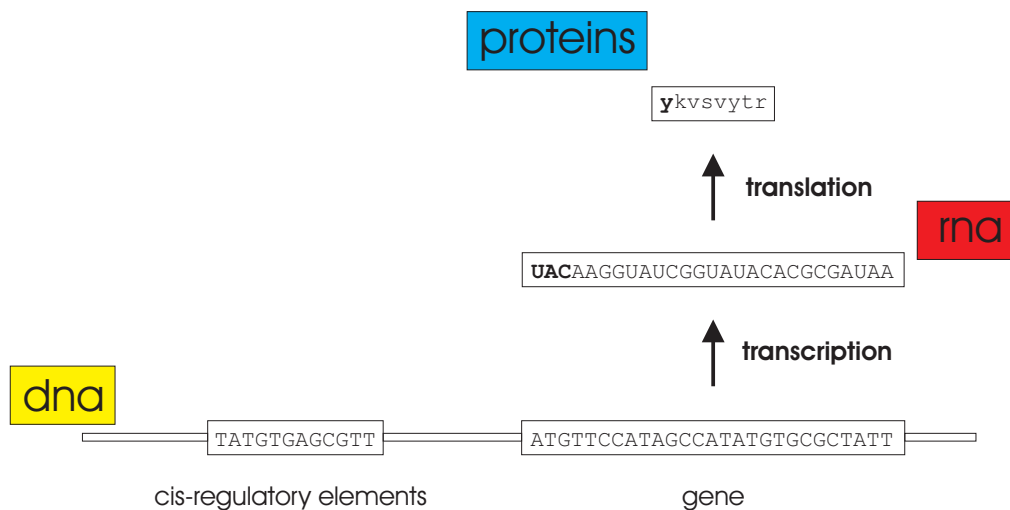 proteins
ykvsvytr
translation
rna
UACAAGGUAUCGGUAUACACGCGAUAA
transcription
dna
TATGTGAGCGTT
ATGTTCCATAGCCATATGTGCGCTATT
cis-regulatory elements
gene